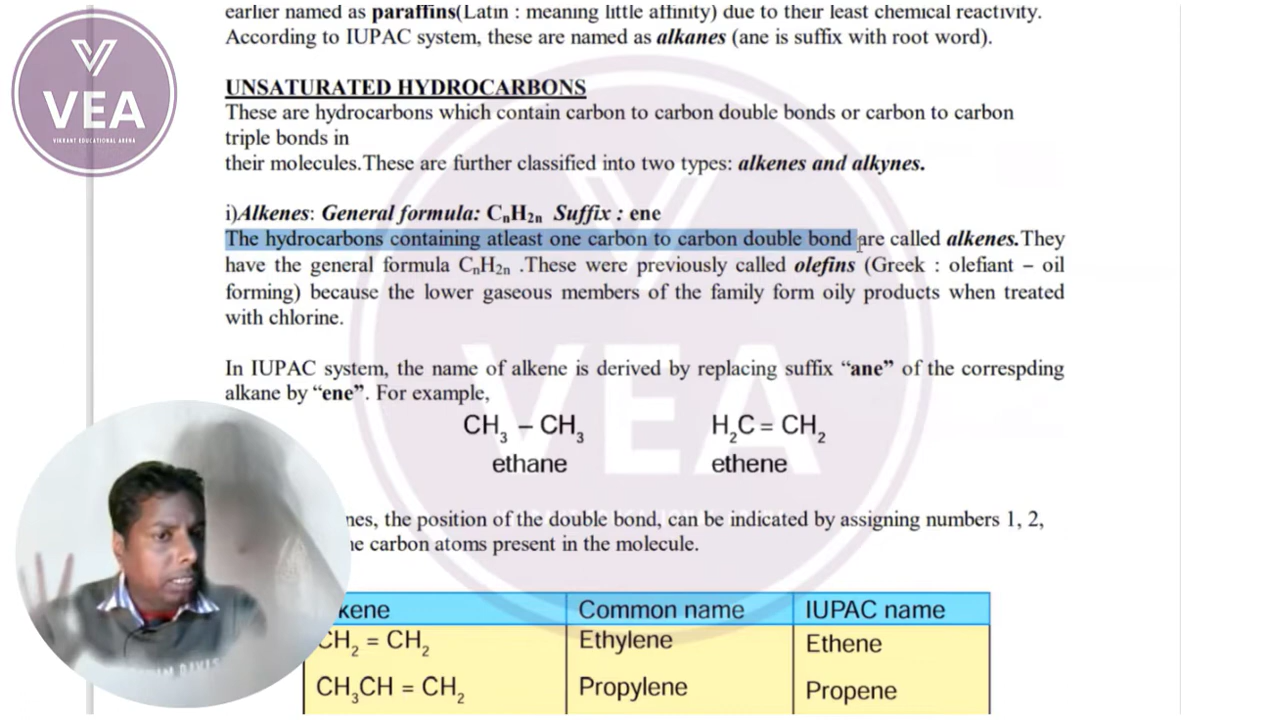 earlier named as paraffins(Latin : meaning little affinity) due to their least chemical reactivity.
According to IUPAC system, these are named as alkanes (ane is suffix with root word).
VEA
VIKRANT EDUCATIONAL ARENA
UNSATURATED HYDROCARBONS
These are hydrocarbons which contain carbon to carbon double bonds or carbon to carbon
triple bonds in
their molecules.These are further classified into two types: alkenes and alkynes.
i)Alkenes: General formula: CₙH₂ₙ Suffix : ene
The hydrocarbons containing atleast one carbon to carbon double bond are called alkenes.They
have the general formula CₙH₂ₙ .These were previously called olefins (Greek : olefiant – oil
forming) because the lower gaseous members of the family form oily products when treated
with chlorine.
VEA
In IUPAC system, the name of alkene is derived by replacing suffix “ane” of the correspding
alkane by “ene”. For example,
CH₃ – CH₃ H₂C = CH₂
ethane ethene
nes, the position of the double bond, can be indicated by assigning numbers 1, 2,
e carbon atoms present in the molecule.
kene Common name IUPAC name
CH₂ = CH₂ Ethylene Ethene
CH₃CH = CH₂ Propylene Propene